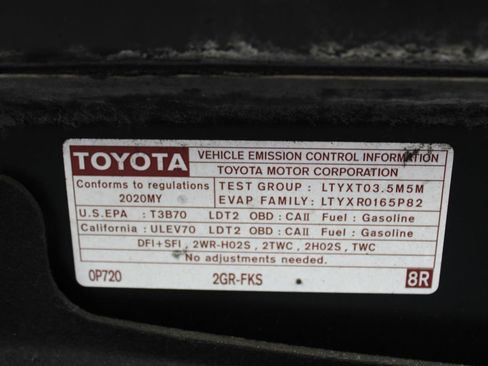 TOYOTA VEHICLE EMISSION CONTROL INFORMATION
TOYOTA MOTOR CORPORATION
Conforms to regulations TEST GROUP : LTYXT03.5M5M
2020MY EVAP FAMILY: LTYXR0165P82
U.S.EPA : T3B70 LDT2 OBD : CAII Fuel : Gasoline
California : ULEV70 LDT2 OBD : CAII Fuel : Gasoline
DFI+SFI , 2WR-HO2S , 2TWC , 2HO2S , TWC
No adjustments needed.
0P720 2GR-FKS 8R